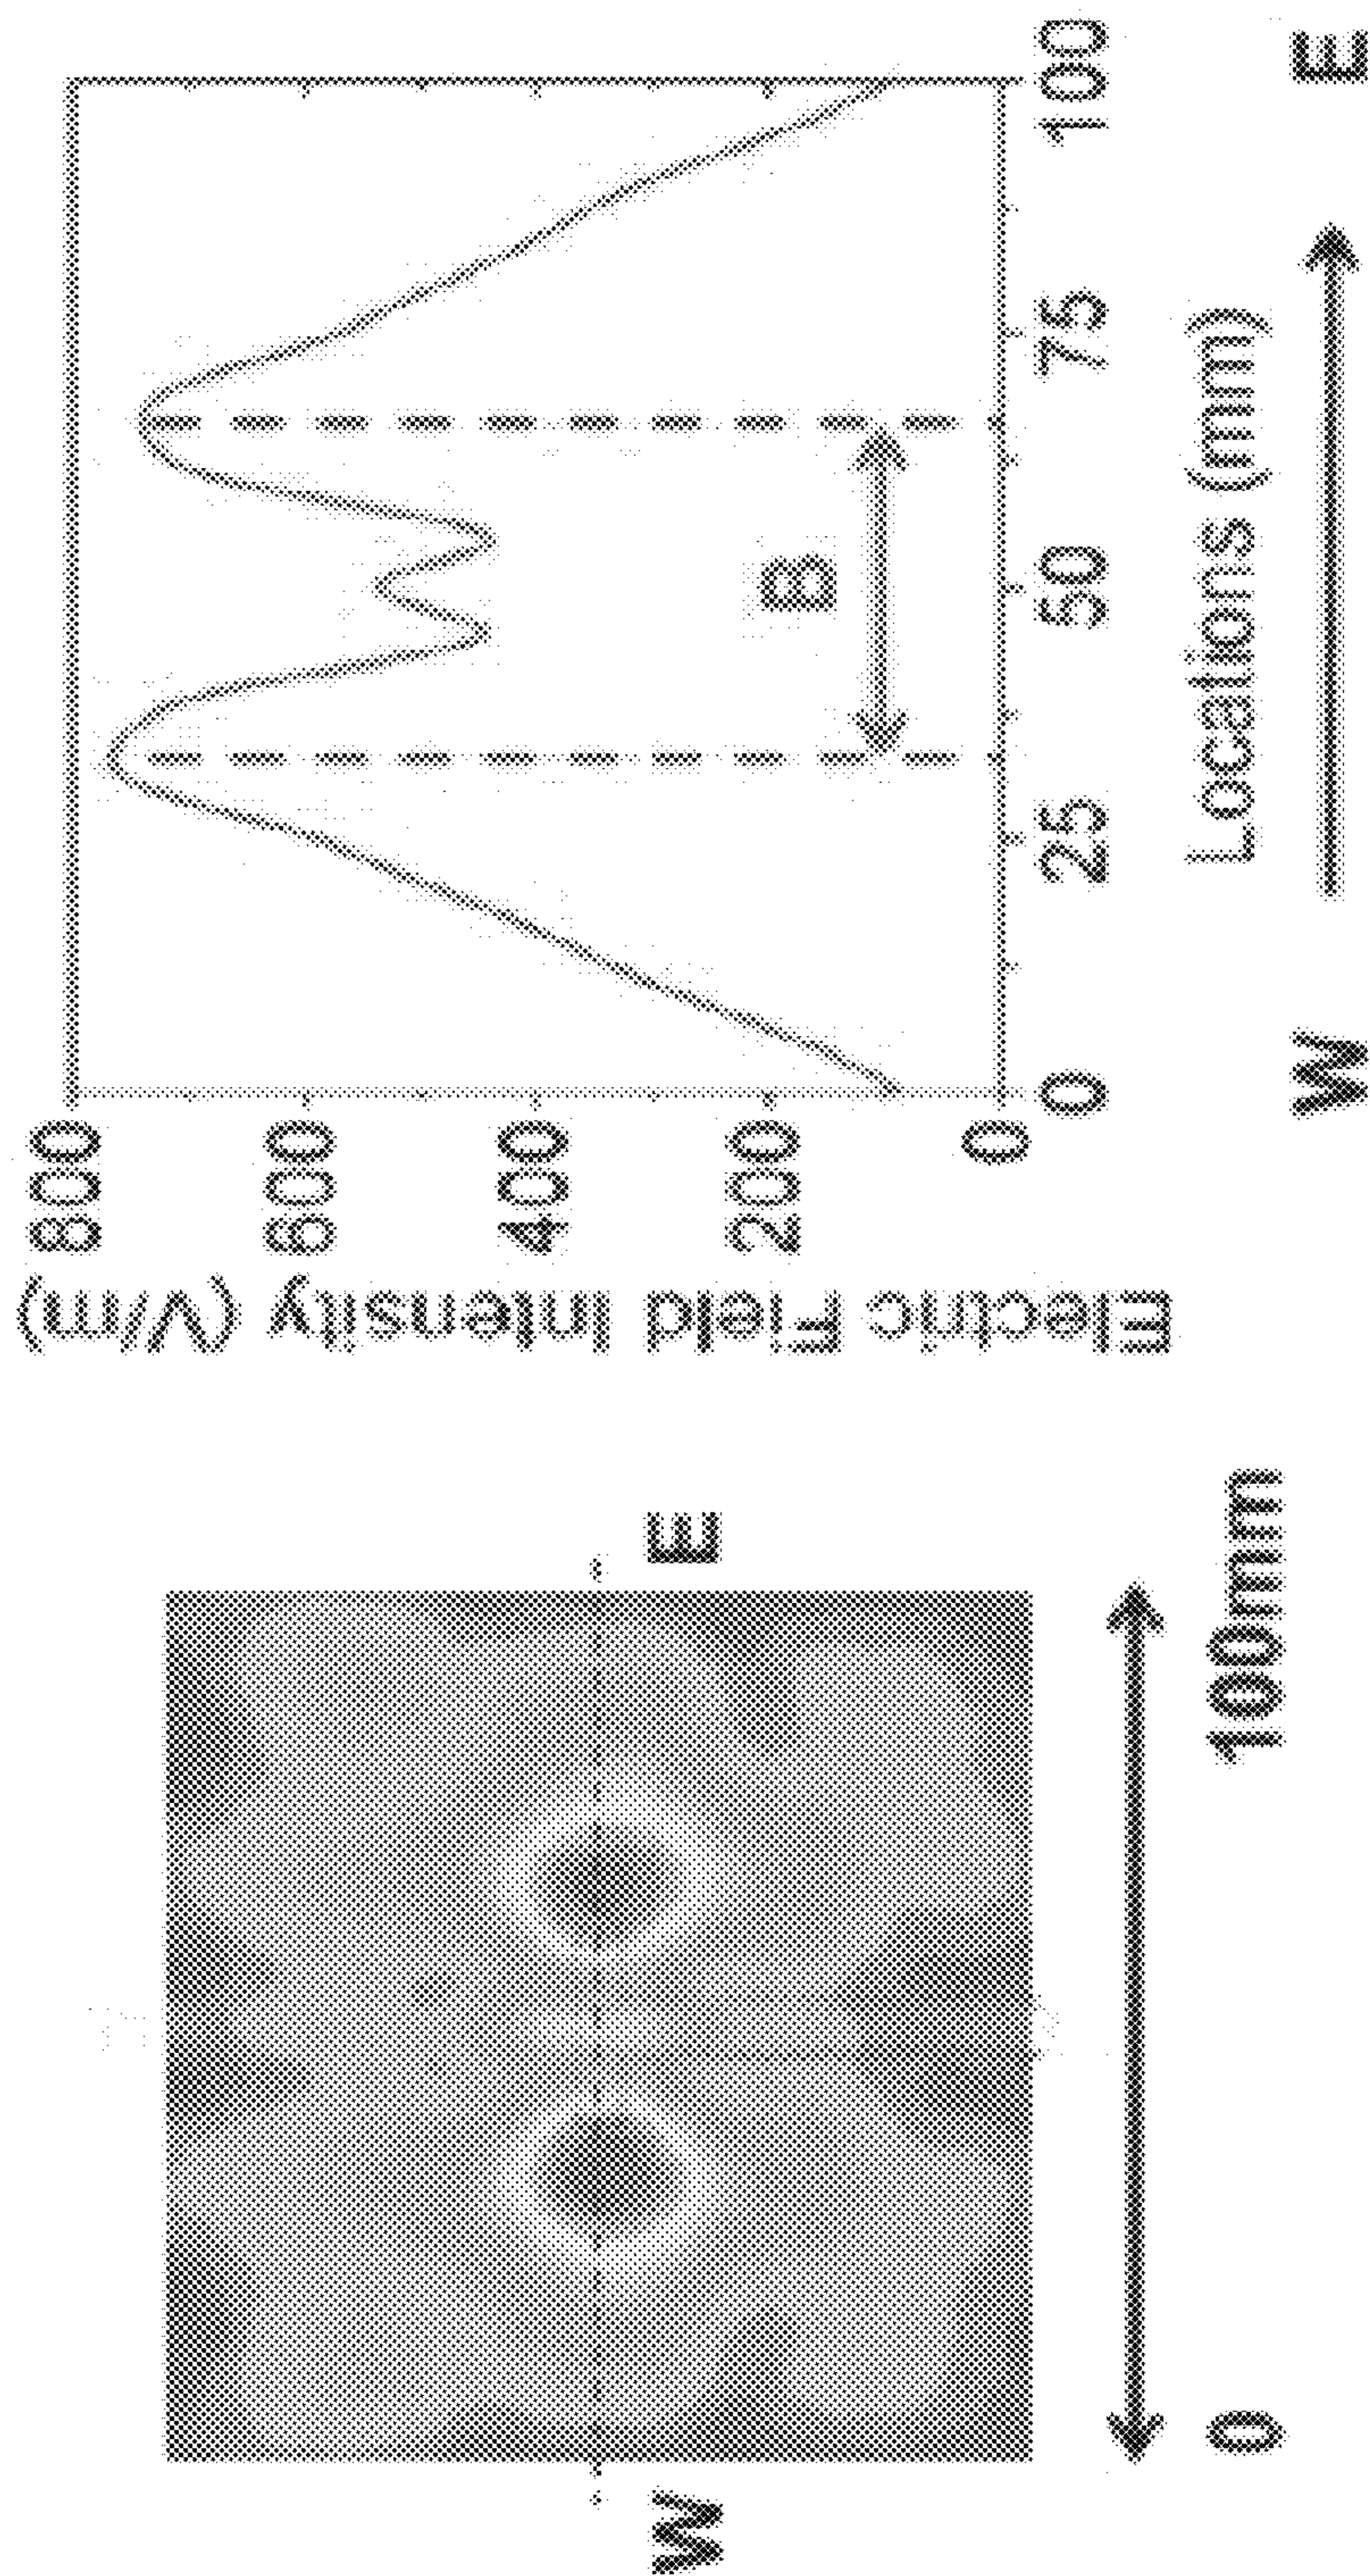 W E
0 100mm
Electric Field Intensity (V/m)
800
600
400
200
0
B
0 25 50 75 100
Locations (mm)
W E